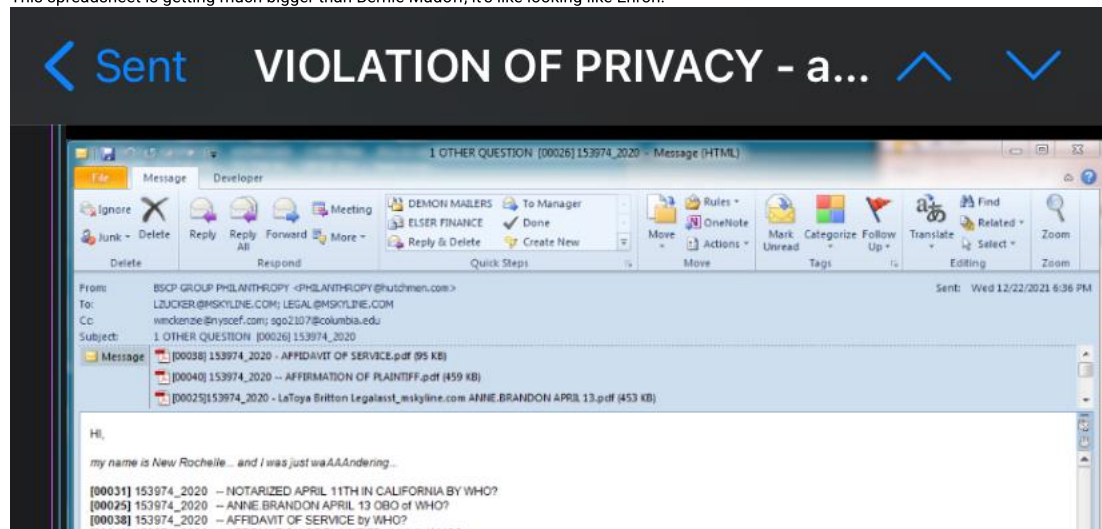 This spreadsheet is getting much bigger than Bernie Madoff, it's like looking like Enron.
Sent VIOLATION OF PRIVACY - a...
1 OTHER QUESTION [00026] 153974_2020 - Message (HTML)
File Message Developer
Ignore
Junk
Delete
Reply
Reply All
Forward
Meeting
More
DEMON MAILERS
ELSER FINANCE
Reply & Delete
To Manager
Done
Create New
Move
Rules
OneNote
Actions
Mark Unread
Categorize
Follow Up
Translate
Find
Related
Select
Zoom
Delete Respond Quick Steps Move Tags Editing Zoom
From: BSCP GROUP PHILANTHROPY <PHILANTHROPY@hutchmen.com> Sent: Wed 12/22/2021 6:36 PM
To: LZUCKER@MSKYLINE.COM; LEGAL@MSKYLINE.COM
Cc: wmckenzie@nyscef.com; sgo2107@columbia.edu
Subject: 1 OTHER QUESTION [00026] 153974_2020
Message [00038] 153974_2020 - AFFIDAVIT OF SERVICE.pdf (95 KB)
[00040] 153974_2020 -- AFFIRMATION OF PLAINTIFF.pdf (459 KB)
[00025]153974_2020 - LaToya Britton Legalasst_mskyline.com ANNE.BRANDON APRIL 13.pdf (453 KB)
HI,
my name is New Rochelle... and I was just waAAAndering...
[00031] 153974_2020 -- NOTARIZED APRIL 11TH IN CALIFORNIA BY WHO?
[00025] 153974_2020 -- ANNE.BRANDON APRIL 13 OBO of WHO?
[00038] 153974_2020 -- AFFIDAVIT OF SERVICE by WHO?